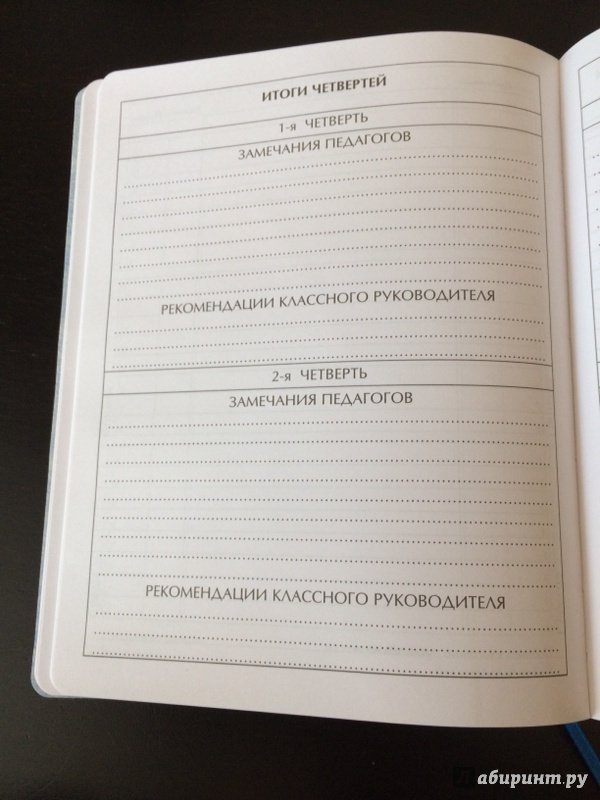 ИТОГИ ЧЕТВЕРТЕЙ
1-я ЧЕТВЕРТЬ
ЗАМЕЧАНИЯ ПЕДАГОГОВ
РЕКОМЕНДАЦИИ КЛАССНОГО РУКОВОДИТЕЛЯ
2-я ЧЕТВЕРТЬ
ЗАМЕЧАНИЯ ПЕДАГОГОВ
РЕКОМЕНДАЦИИ КЛАССНОГО РУКОВОДИТЕЛЯ
абиринт.ру